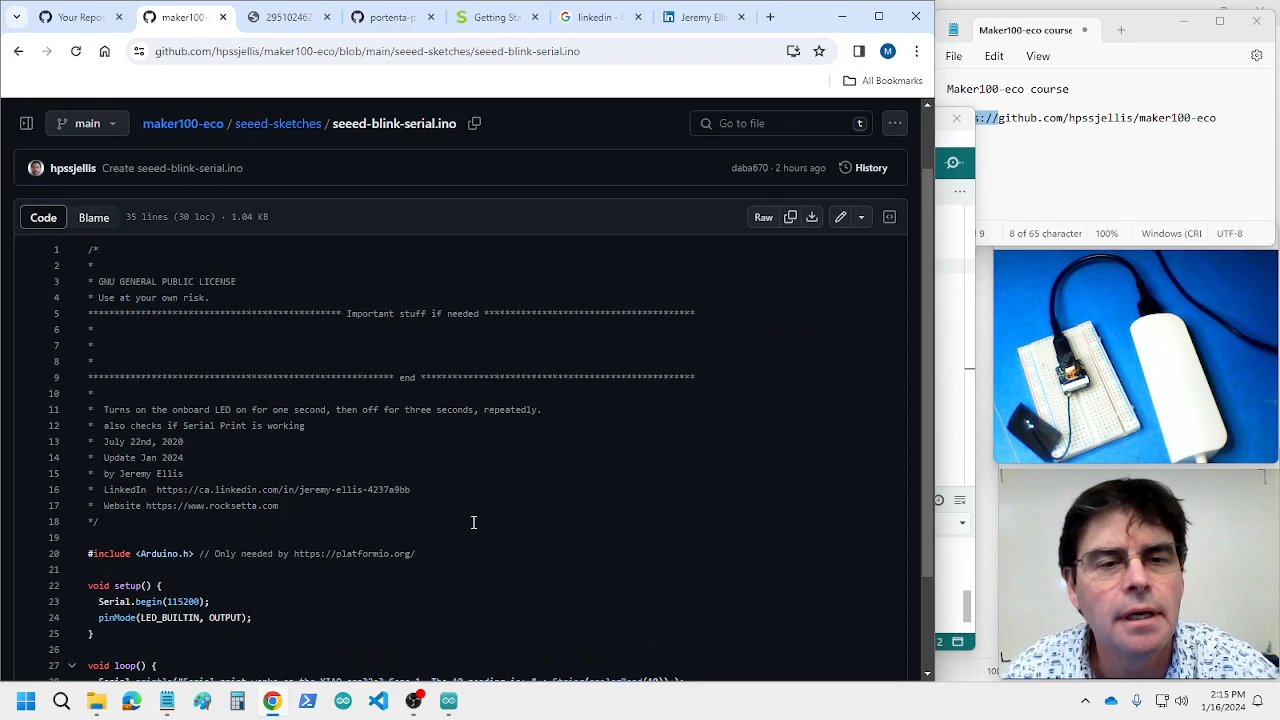 Your Repos
maker100-
295102462
portenta-p
Getting Sta
linkedin - G
Jeremy Ellis
github.com/hpssjellis/maker100-eco/blob/main/seeed-sketches/seeed-blink-serial.ino
M
All Bookmarks
main
maker100-eco / seeed-sketches / seeed-blink-serial.ino
Go to file
t
hpssjellis Create seeed-blink-serial.ino
daba670 · 2 hours ago
History
Code
Blame
35 lines (30 loc) · 1.04 KB
Raw
1 /*
2 *
3 * GNU GENERAL PUBLIC LICENSE
4 * Use at your own risk.
5 *********************************************** Important stuff if needed ***************************************
6 *
7 *
8 *
9 ********************************************************* end ****************************************************
10 *
11 * Turns on the onboard LED on for one second, then off for three seconds, repeatedly.
12 * also checks if Serial Print is working
13 * July 22nd, 2020
14 * Update Jan 2024
15 * by Jeremy Ellis
16 * LinkedIn https://ca.linkedin.com/in/jeremy-ellis-4237a9bb
17 * Website https://www.rocksetta.com
18 */
19
20 #include <Arduino.h> // Only needed by https://platformio.org/
21
22 void setup() {
23 Serial.begin(115200);
24 pinMode(LED_BUILTIN, OUTPUT);
25 }
26
27 void loop() {
Maker100-eco course
File
Edit
View
Maker100-eco course
s://github.com/hpssjellis/maker100-eco
9
8 of 65 character
100%
Windows (CRL
UTF-8
2
100
2:15 PM
1/16/2024